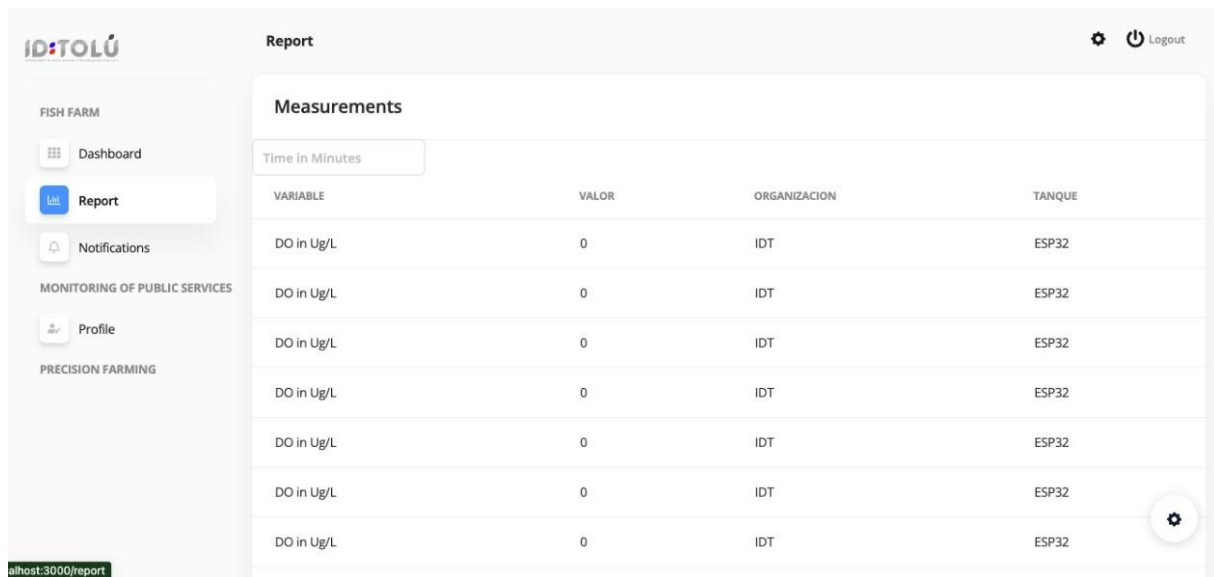 ID:TOLÚ
Report
Logout
FISH FARM
Dashboard
Report
Notifications
MONITORING OF PUBLIC SERVICES
Profile
PRECISION FARMING
Measurements
Time in Minutes
VARIABLE VALOR ORGANIZACION TANQUE
DO in Ug/L 0 IDT ESP32
DO in Ug/L 0 IDT ESP32
DO in Ug/L 0 IDT ESP32
DO in Ug/L 0 IDT ESP32
DO in Ug/L 0 IDT ESP32
DO in Ug/L 0 IDT ESP32
DO in Ug/L 0 IDT ESP32
alhost:3000/report